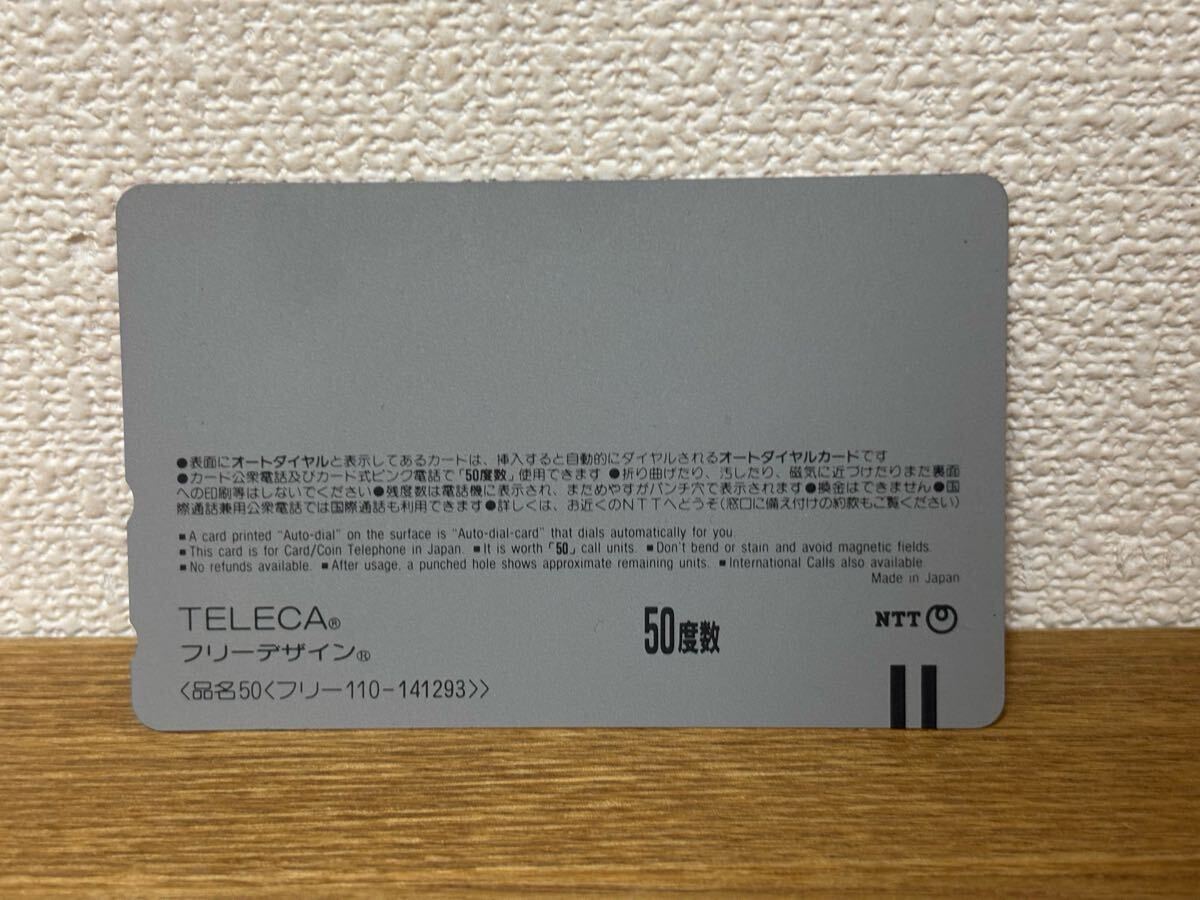 ●表面にオートダイヤルと表示してあるカードは、挿入すると自動的にダイヤルされるオートダイヤルカードです
●カード公衆電話及びカード式ピンク電話で「50度数」使用できます ●折り曲げたり、汚したり、磁気に近づけたりまた裏面
への印刷等はしないでください ●残度数は電話機に表示され、まためやすがパンチ穴で表示されます ●換金はできません ●国
際通話兼用公衆電話では国際通話も利用できます ●詳しくは、お近くのNTTへどうぞ(窓口に備え付けの約款もご覧ください)
■ A card printed "Auto-dial" on the surface is "Auto-dial-card" that dials automatically for you.
■ This card is for Card/Coin Telephone in Japan. ■ It is worth「50」call units. ■ Don't bend or stain and avoid magnetic fields.
■ No refunds available. ■ After usage, a punched hole shows approximate remaining units. ■ International Calls also available.
Made in Japan
TELECA®
フリーデザイン®
50度数
NTT
〈品名50〈フリー110-141293〉〉